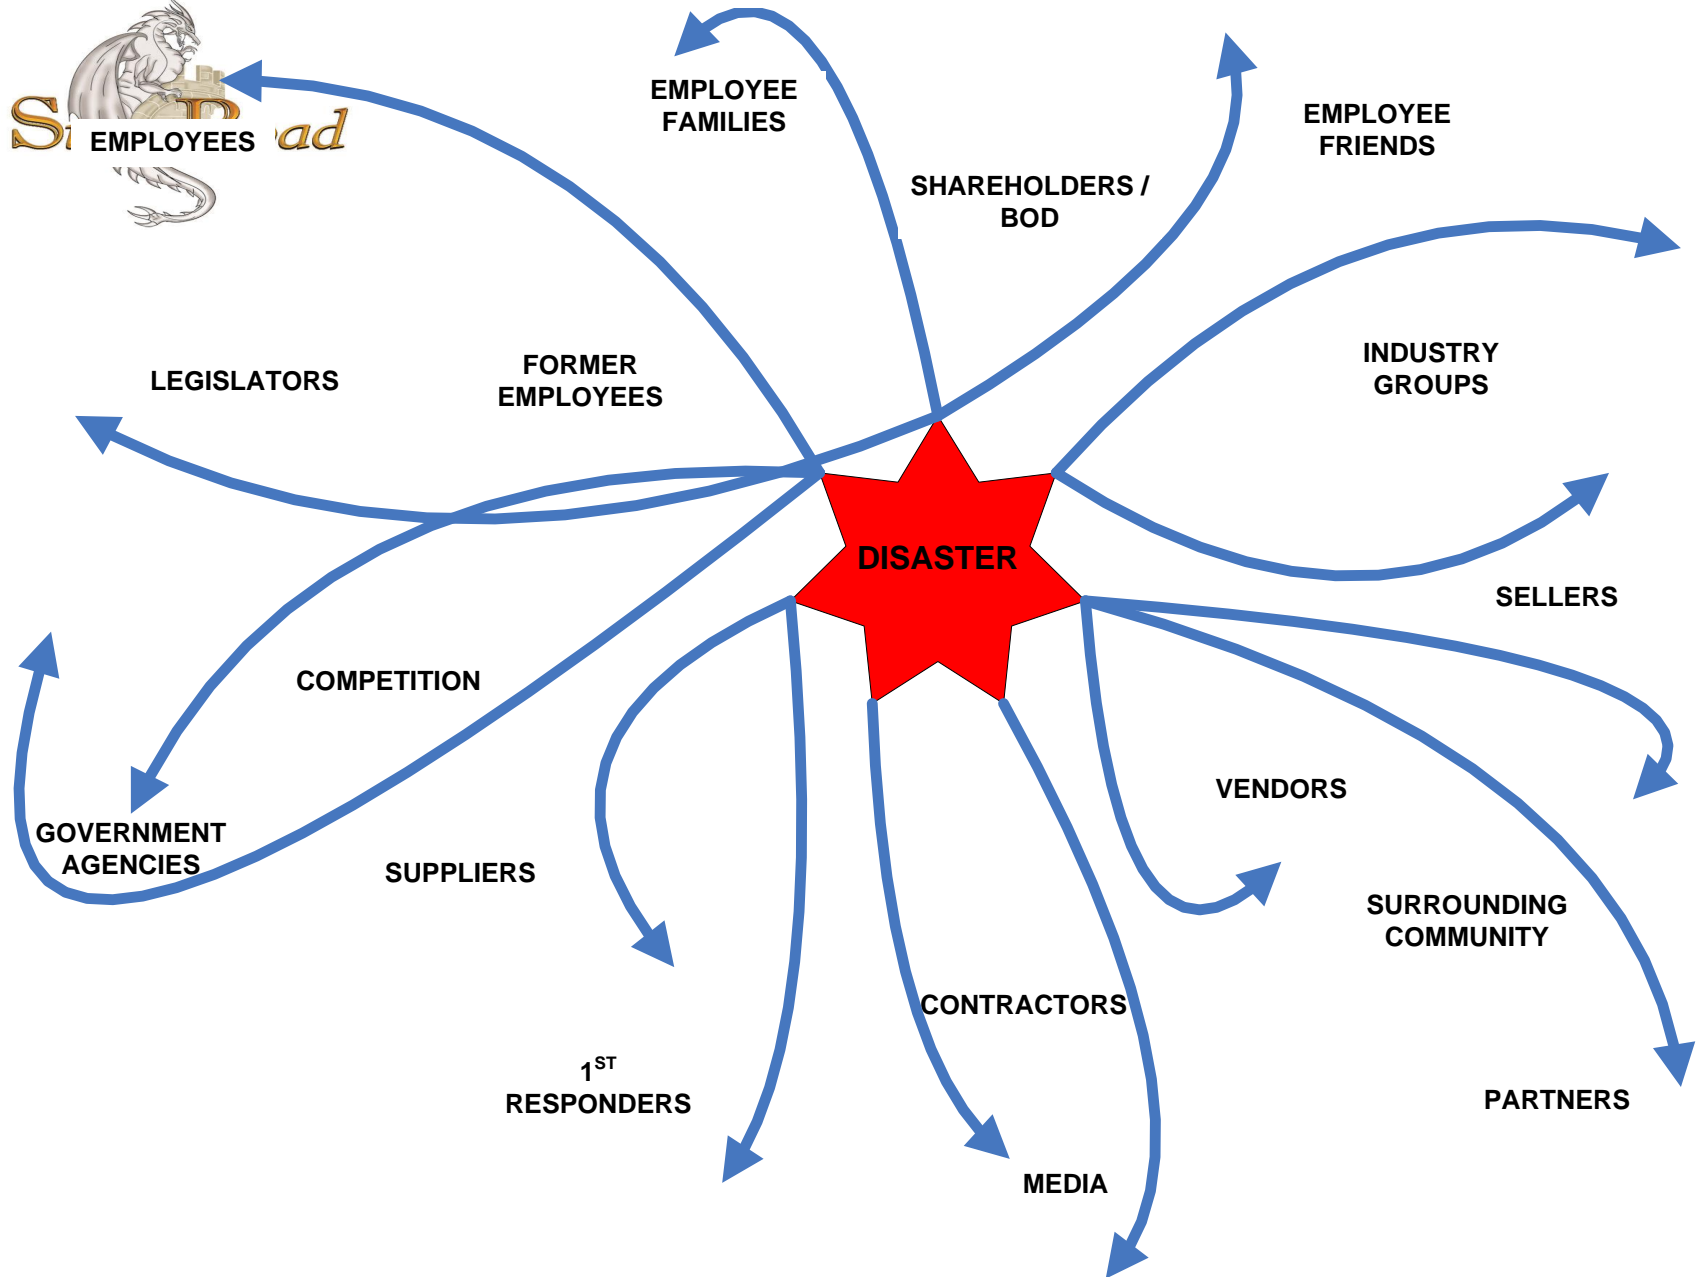 EMPLOYEES
EMPLOYEE
FAMILIES
EMPLOYEE
FRIENDS
SHAREHOLDERS /
BOD
LEGISLATORS
FORMER
EMPLOYEES
INDUSTRY
GROUPS
DISASTER
SELLERS
COMPETITION
VENDORS
GOVERNMENT
AGENCIES
SUPPLIERS
SURROUNDING
COMMUNITY
CONTRACTORS
1ST
RESPONDERS
PARTNERS
MEDIA